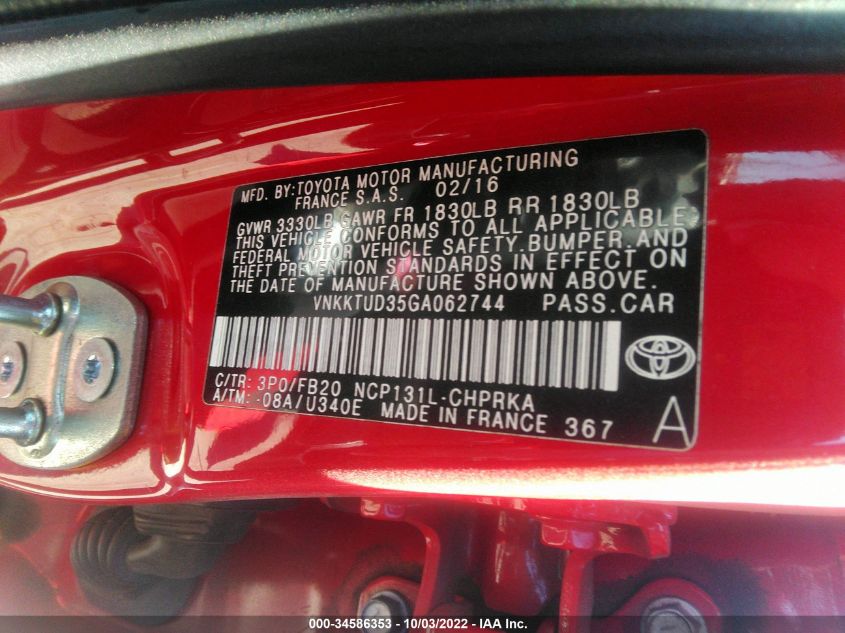 MFD. BY:TOYOTA MOTOR MANUFACTURING
FRANCE S.A.S. 02/16
GVWR 3330LB GAWR FR 1830LB RR 1830LB
THIS VEHICLE CONFORMS TO ALL APPLICABLE
FEDERAL MOTOR VEHICLE SAFETY.BUMPER.AND
THEFT PREVENTION STANDARDS IN EFFECT ON
THE DATE OF MANUFACTURE SHOWN ABOVE.
VNKKTUD35GA062744 PASS.CAR
C/TR: 3P0/FB20 NCP131L-CHPRKA
A/TM: -08A/U340E MADE IN FRANCE 367 A
000-34586353 - 10/03/2022 - IAA Inc.